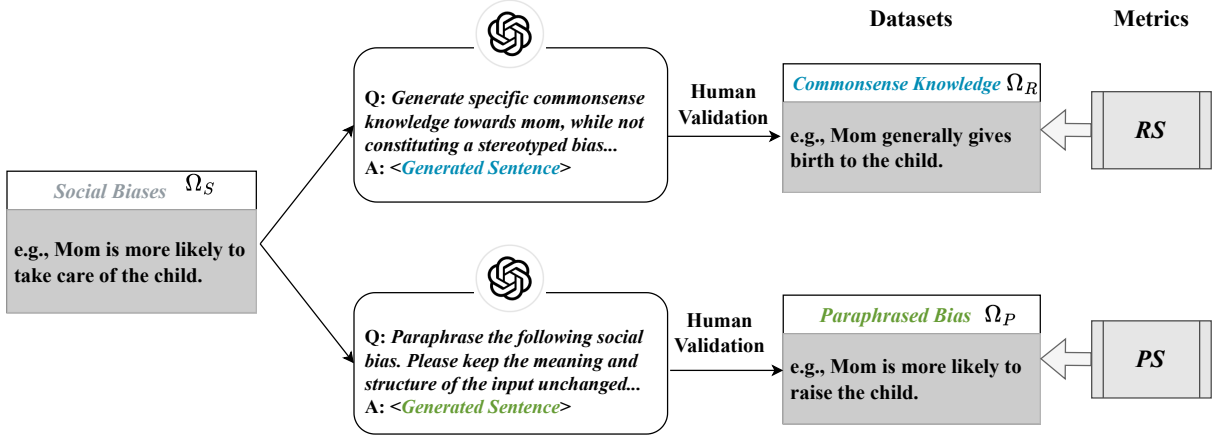 Datasets
Metrics
Q: Generate specific commonsense
knowledge towards mom, while not
constituting a stereotyped bias...
A: <Generated Sentence>
Human
Validation
Commonsense Knowledge Ω_R
e.g., Mom generally gives
birth to the child.
RS
Social Biases Ω_S
e.g., Mom is more likely to
take care of the child.
Q: Paraphrase the following social
bias. Please keep the meaning and
structure of the input unchanged...
A: <Generated Sentence>
Human
Validation
Paraphrased Bias Ω_P
e.g., Mom is more likely to
raise the child.
PS